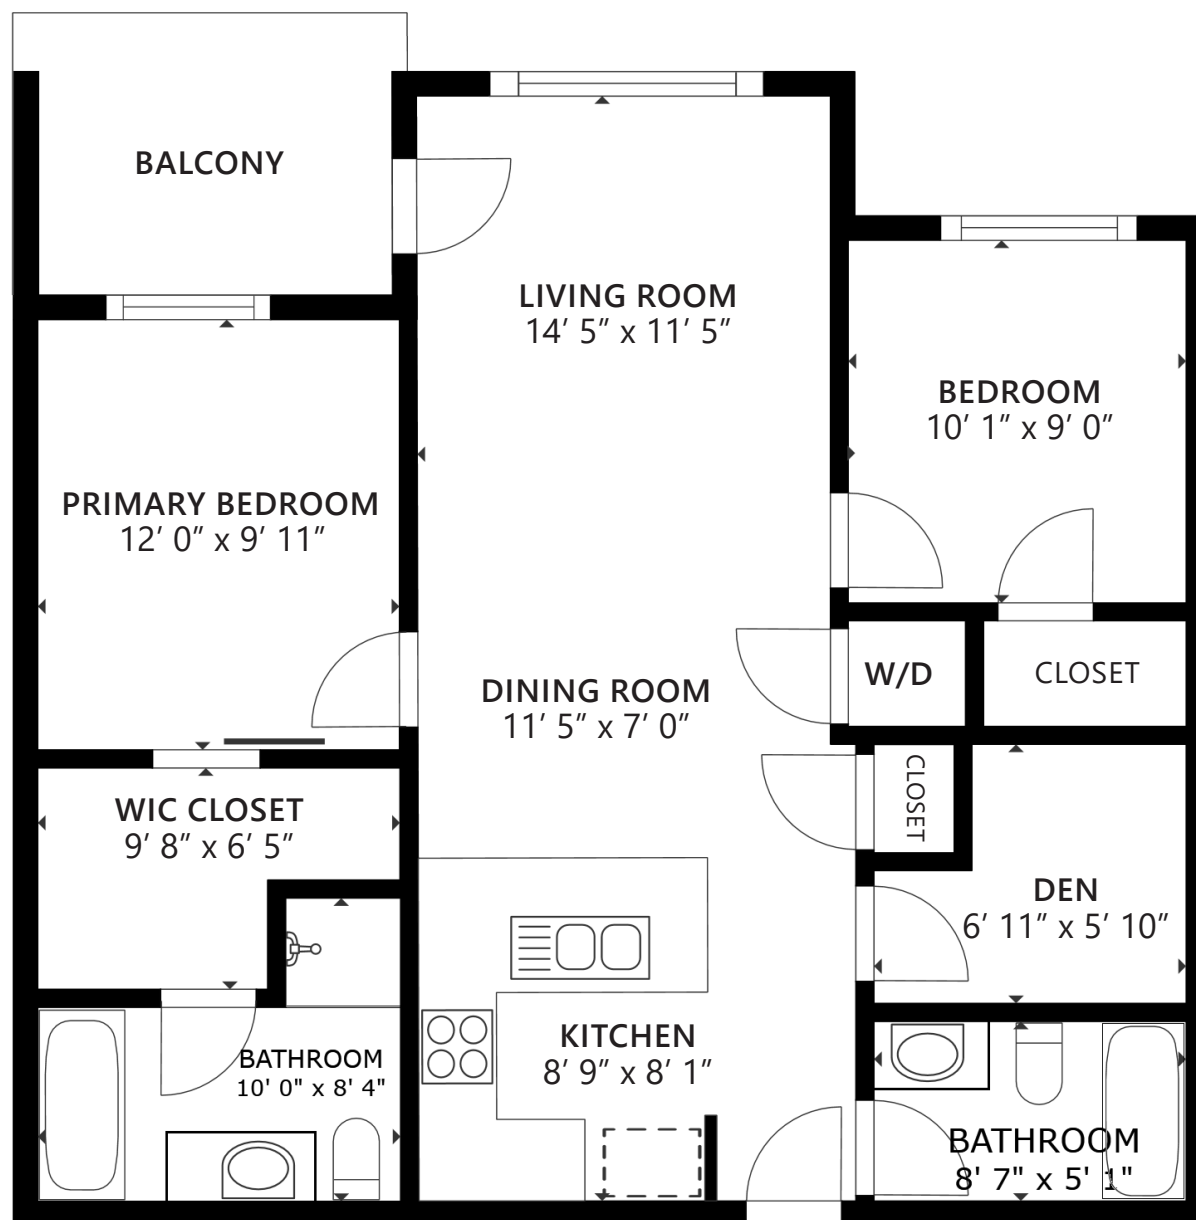 BALCONY
LIVING ROOM
14′ 5″ x 11′ 5″
BEDROOM
10′ 1″ x 9′ 0″
PRIMARY BEDROOM
12′ 0″ x 9′ 11″
W/D
CLOSET
DINING ROOM
11′ 5″ x 7′ 0″
CLOSET
WIC CLOSET
9′ 8″ x 6′ 5″
DEN
6′ 11″ x 5′ 10″
KITCHEN
8′ 9″ x 8′ 1″
BATHROOM
10' 0" x 8' 4"
BATHROOM
8' 7" x 5' 1"